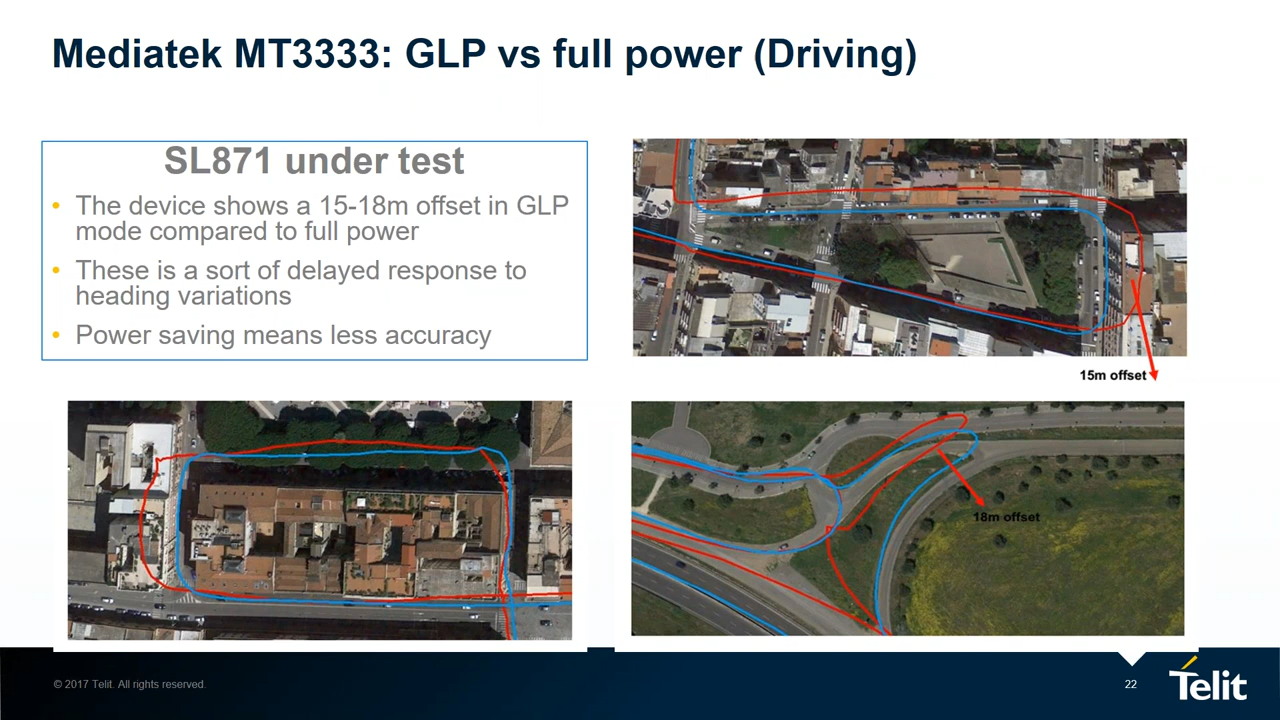 Mediatek MT3333: GLP vs full power (Driving)
SL871 under test
• The device shows a 15-18m offset in GLP
mode compared to full power
• These is a sort of delayed response to
heading variations
• Power saving means less accuracy
15m offset
18m offset
© 2017 Telit. All rights reserved.
22
Telit